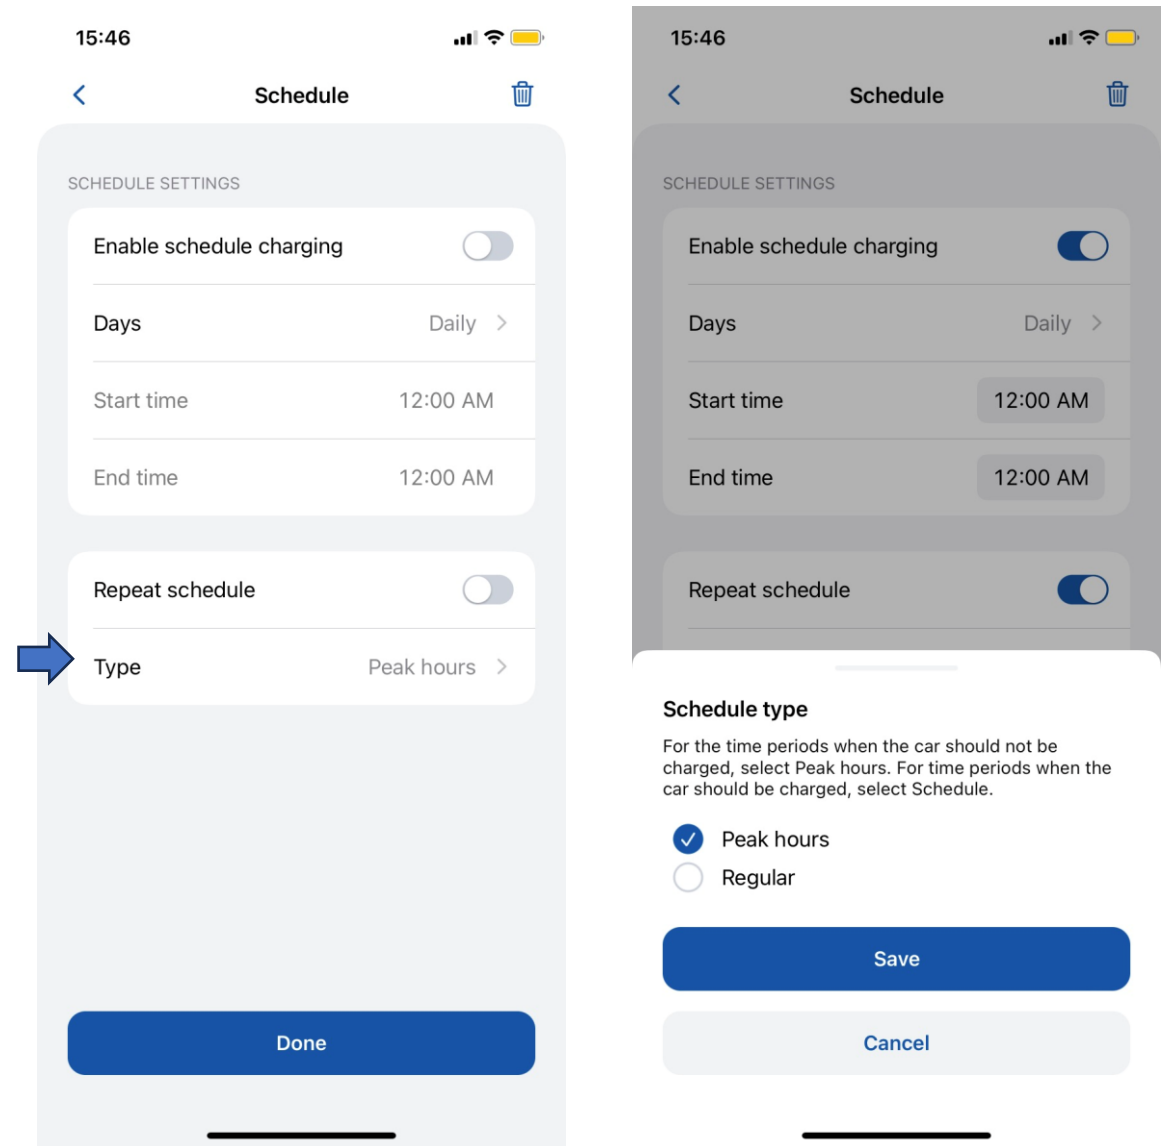 15:46
Schedule
SCHEDULE SETTINGS
Enable schedule charging
Days Daily
Start time 12:00 AM
End time 12:00 AM
Repeat schedule
Type Peak hours
Done
15:46
Schedule
SCHEDULE SETTINGS
Enable schedule charging
Days Daily
Start time 12:00 AM
End time 12:00 AM
Repeat schedule
Schedule type
For the time periods when the car should not be
charged, select Peak hours. For time periods when the
car should be charged, select Schedule.
Peak hours
Regular
Save
Cancel